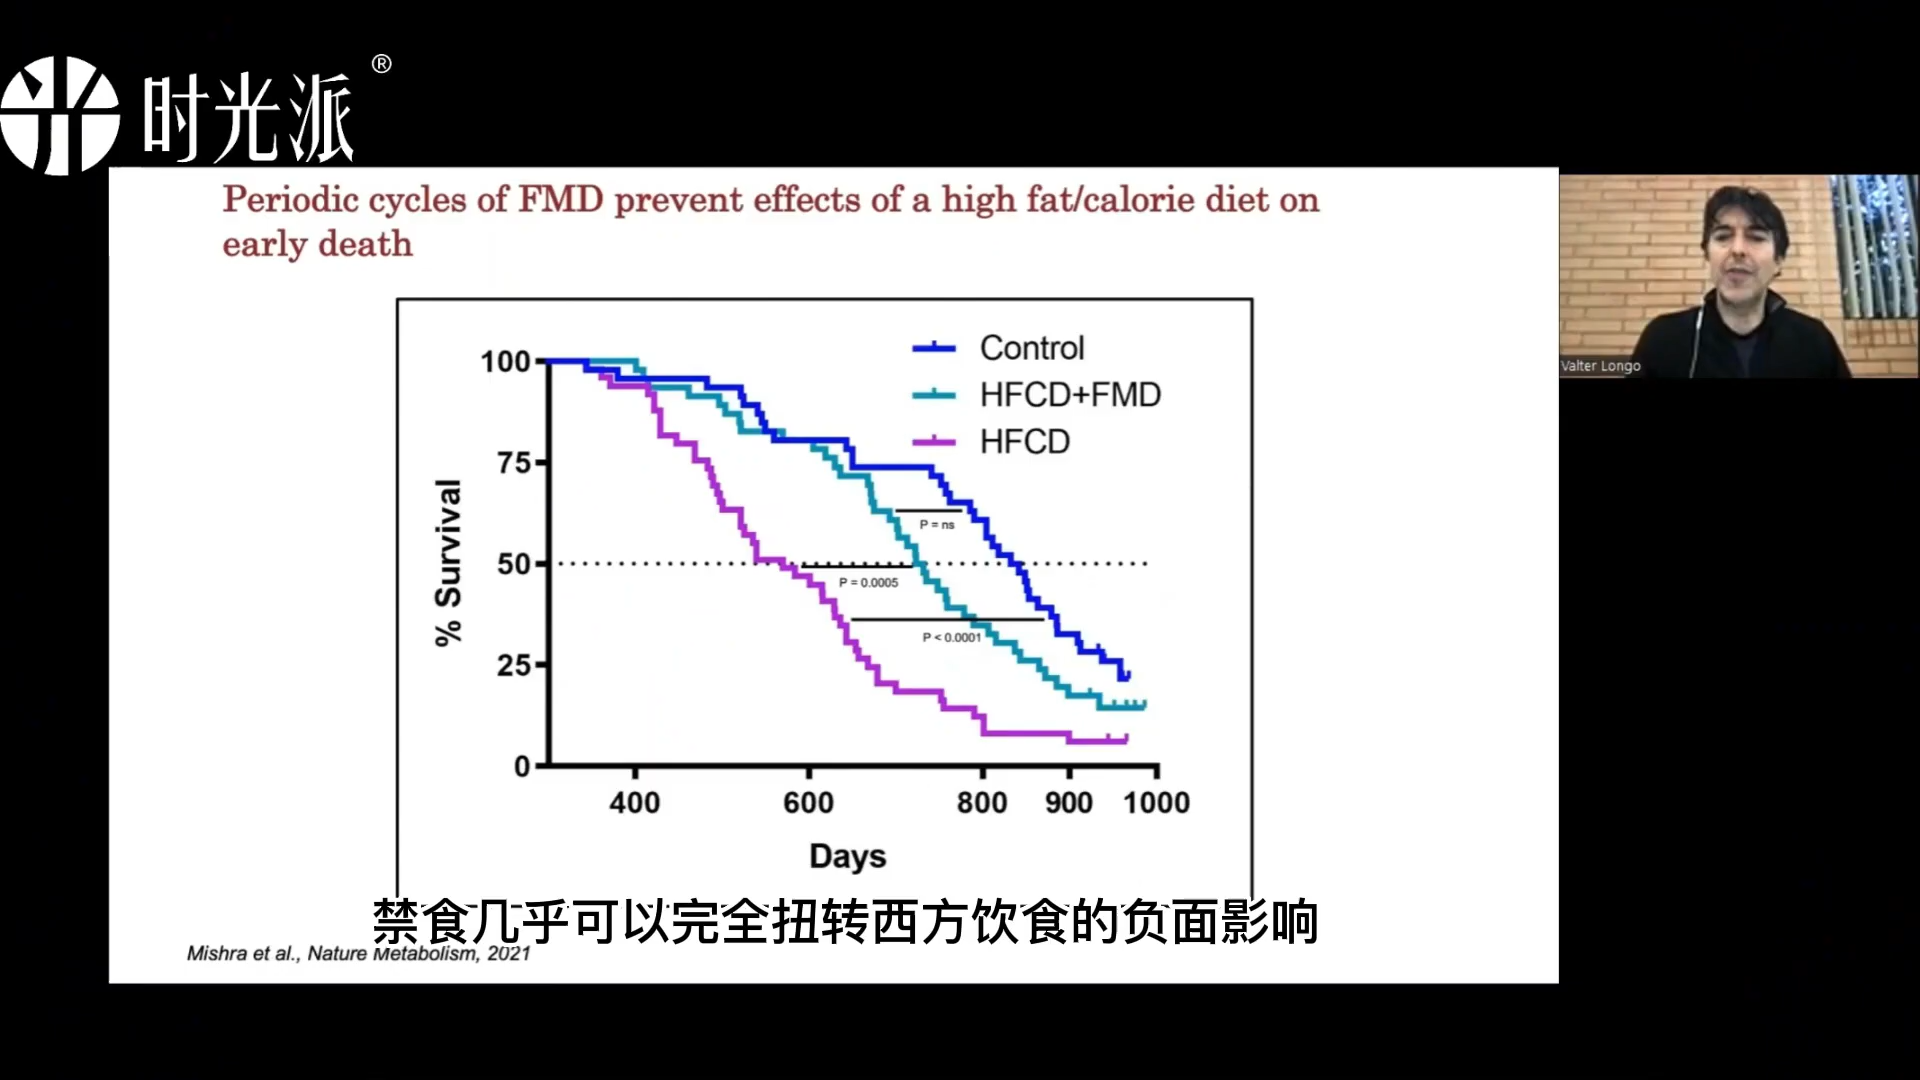 时光派®
Periodic cycles of FMD prevent effects of a high fat/calorie diet on
early death
Control
HFCD+FMD
HFCD
% Survival
100
75
50
25
0
P = ns
P = 0.0005
P < 0.0001
400
600
800
900
1000
Days
禁食几乎可以完全扭转西方饮食的负面影响
Mishra et al., Nature Metabolism, 2021
Valter Longo